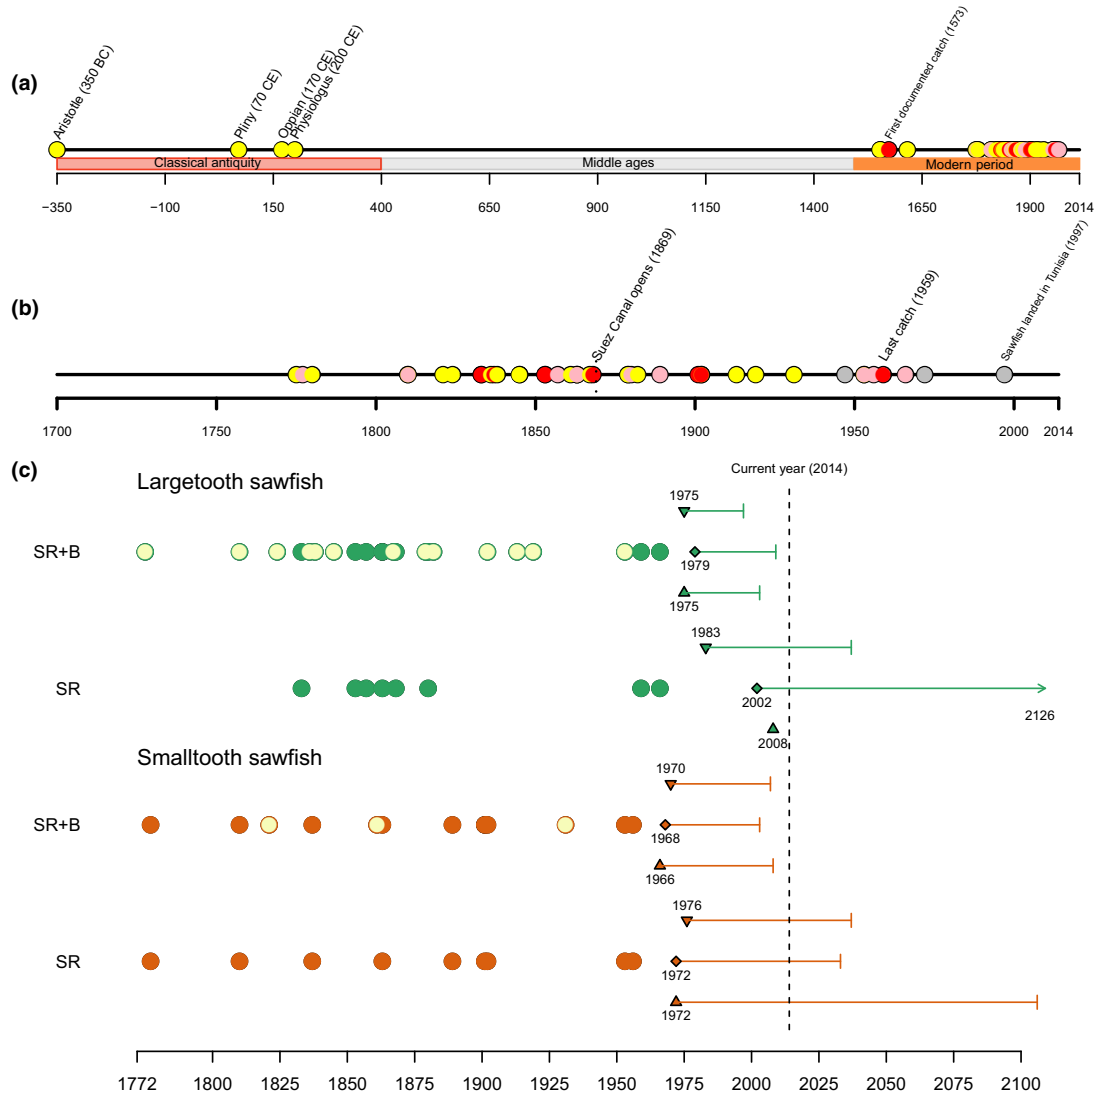 (a)
Aristotle (350 BC)
Pliny (70 CE)
Oppian (170 CE)
Physiologus (200 CE)
First documented catch (1573)
Classical antiquity
Middle ages
Modern period
−350
−100
150
400
650
900
1150
1400
1650
1900
2014
(b)
Suez Canal opens (1869)
Last catch (1959)
Sawfish landed in Tunisia (1997)
1700
1750
1800
1850
1900
1950
2000
2014
(c)
Largetooth sawfish
Current year (2014)
1975
SR+B
1979
1975
1983
SR
2002
2126
2008
Smalltooth sawfish
1970
SR+B
1968
1966
1976
SR
1972
1972
1772
1800
1825
1850
1875
1900
1925
1950
1975
2000
2025
2050
2075
2100